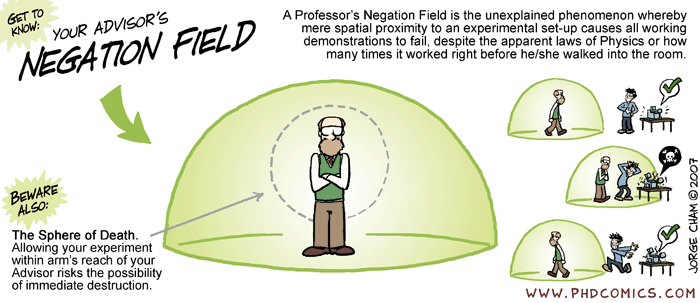 GET TO
KNOW:
YOUR ADVISOR'S
NEGATION FIELD
A Professor's Negation Field is the unexplained phenomenon whereby
mere spatial proximity to an experimental set-up causes all working
demonstrations to fail, despite the apparent laws of Physics or how
many times it worked right before he/she walked into the room.
BEWARE
ALSO:
The Sphere of Death.
Allowing your experiment
within arm's reach of your
Advisor risks the possibility
of immediate destruction.
JORGE CHAM © 2007
WWW.PHDCOMICS.COM